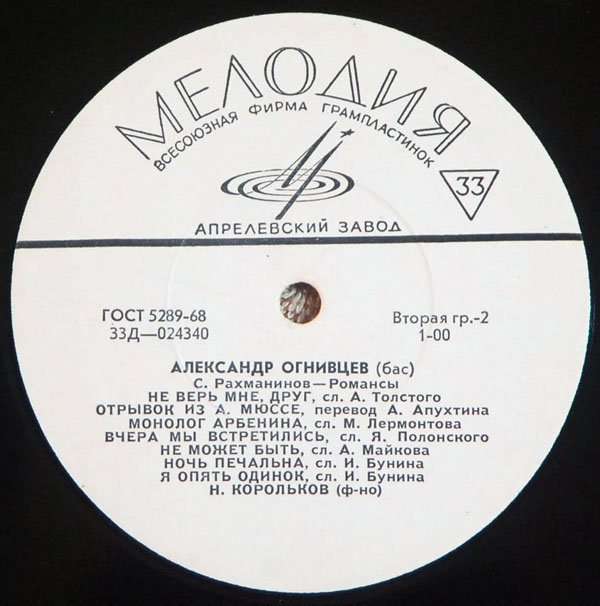 МЕЛОДИЯ
ВСЕСОЮЗНАЯ ФИРМА ГРАМПЛАСТИНОК
33
АПРЕЛЕВСКИЙ ЗАВОД
ГОСТ 5289-68
Вторая гр.-2
33Д—024340
1-00
АЛЕКСАНДР ОГНИВЦЕВ (бас)
С. Рахманинов—Романсы
НЕ ВЕРЬ МНЕ, ДРУГ, сл. А. Толстого
ОТРЫВОК ИЗ А. МЮССЕ, перевод А. Апухтина
МОНОЛОГ АРБЕНИНА, сл. М. Лермонтова
ВЧЕРА МЫ ВСТРЕТИЛИСЬ, сл. Я. Полонского
НЕ МОЖЕТ БЫТЬ, сл. А. Майкова
НОЧЬ ПЕЧАЛЬНА, сл. И. Бунина
Я ОПЯТЬ ОДИНОК, сл. И. Бунина
Н. КОРОЛЬКОВ (ф-но)